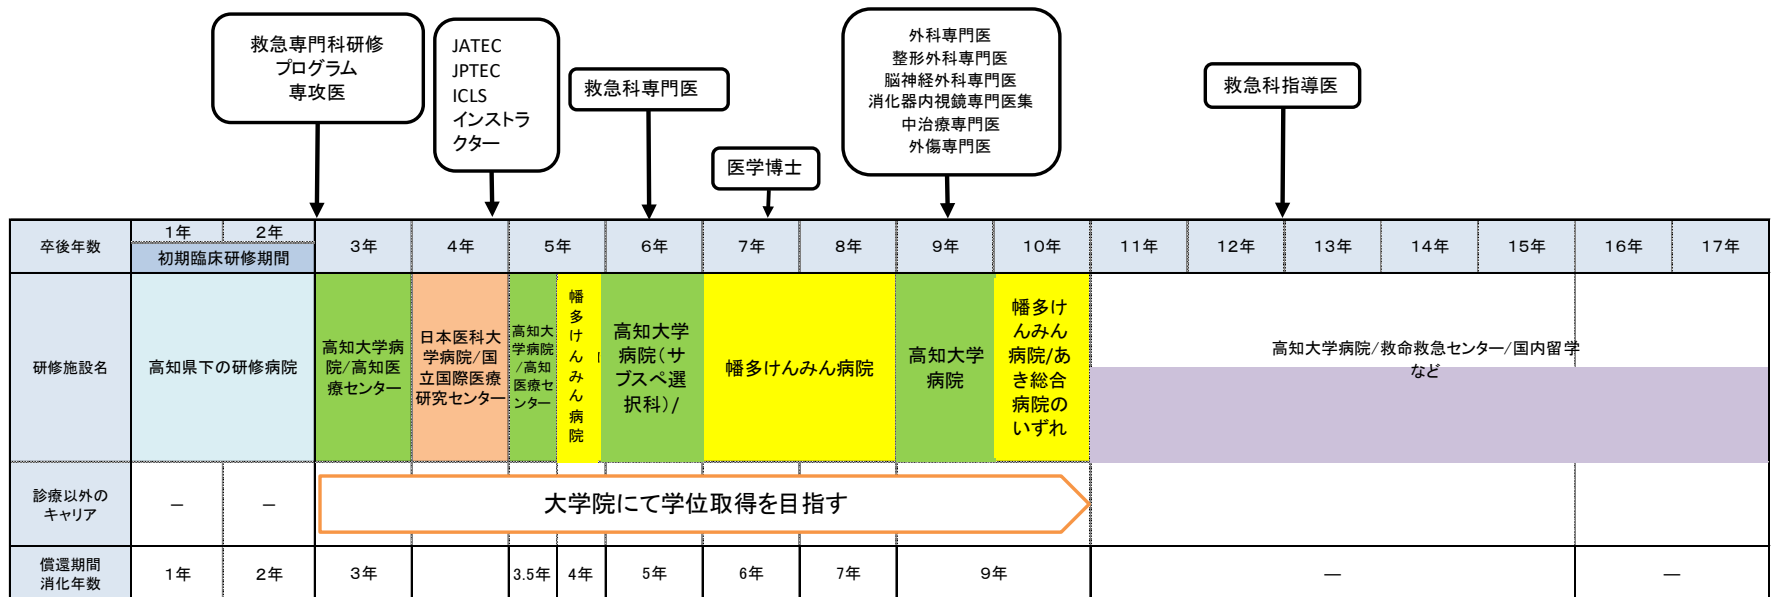 救急専門科研修
プログラム
専攻医
JATEC
JPTEC
ICLS
インストラ
クター
救急科専門医
医学博士
外科専門医
整形外科専門医
脳神経外科専門医
消化器内視鏡専門医集
中治療専門医
外傷専門医
救急科指導医
卒後年数
1年
2年
初期臨床研修期間
3年
4年
5年
6年
7年
8年
9年
10年
11年
12年
13年
14年
15年
16年
17年
研修施設名
高知県下の研修病院
高知大学病
院/高知医
療センター
日本医科大
学病院/国
立国際医療
研究センター
高知大
学病院
/高知
医療セ
ンター
幡
多
け
ん
み
ん
病
院
高知大学
病院(サ
ブスペ選
択科)/
幡多けんみん病院
高知大学
病院
幡多け
んみん
病院/あ
き総合
病院の
いずれ
高知大学病院/救命救急センター/国内留学
など
診療以外の
キャリア
－
－
大学院にて学位取得を目指す
償還期間
消化年数
1年
2年
3年
3.5年
4年
5年
6年
7年
9年
―
―